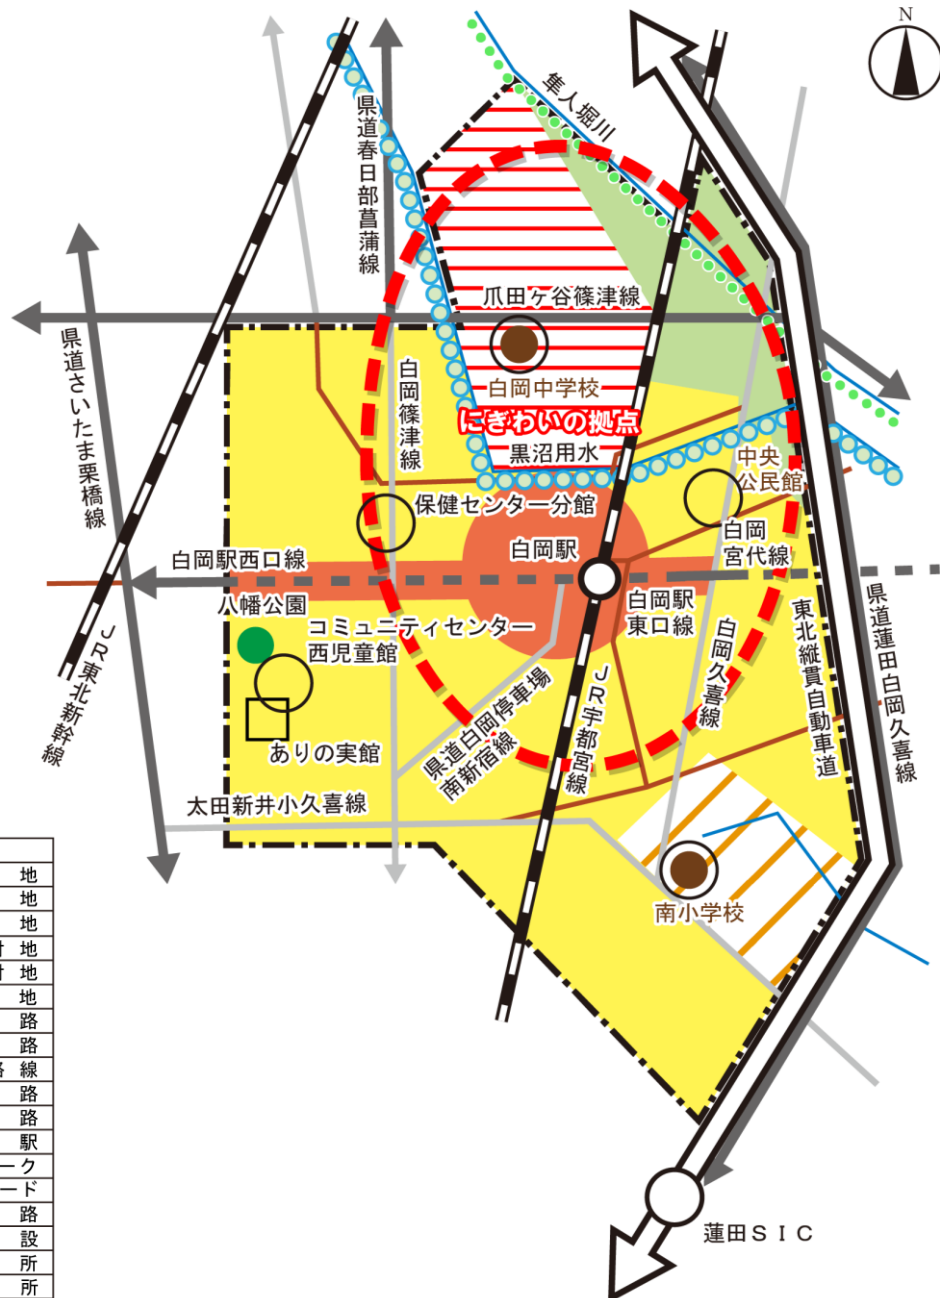 N
隼人堀川
県道春日部菖蒲線
爪田ヶ谷篠津線
県道さいたま栗橋線
白岡篠津線
白岡中学校
にぎわいの拠点
黒沼用水
中央
公民館
保健センター分館
白岡駅
白岡
宮代線
白岡駅西口線
八幡公園
白岡駅
東口線
コミュニティセンター
西児童館
白岡久喜線
東北縦貫自動車道
県道蓮田白岡久喜線
JR東北新幹線
県道白岡停車場
南新宿線
JR宇都宮線
ありの実館
太田新井小久喜線
南小学校
蓮田SIC
地
地
地
地
地
地
路
路
線
路
路
駅
ーク
ード
路
設
所
所